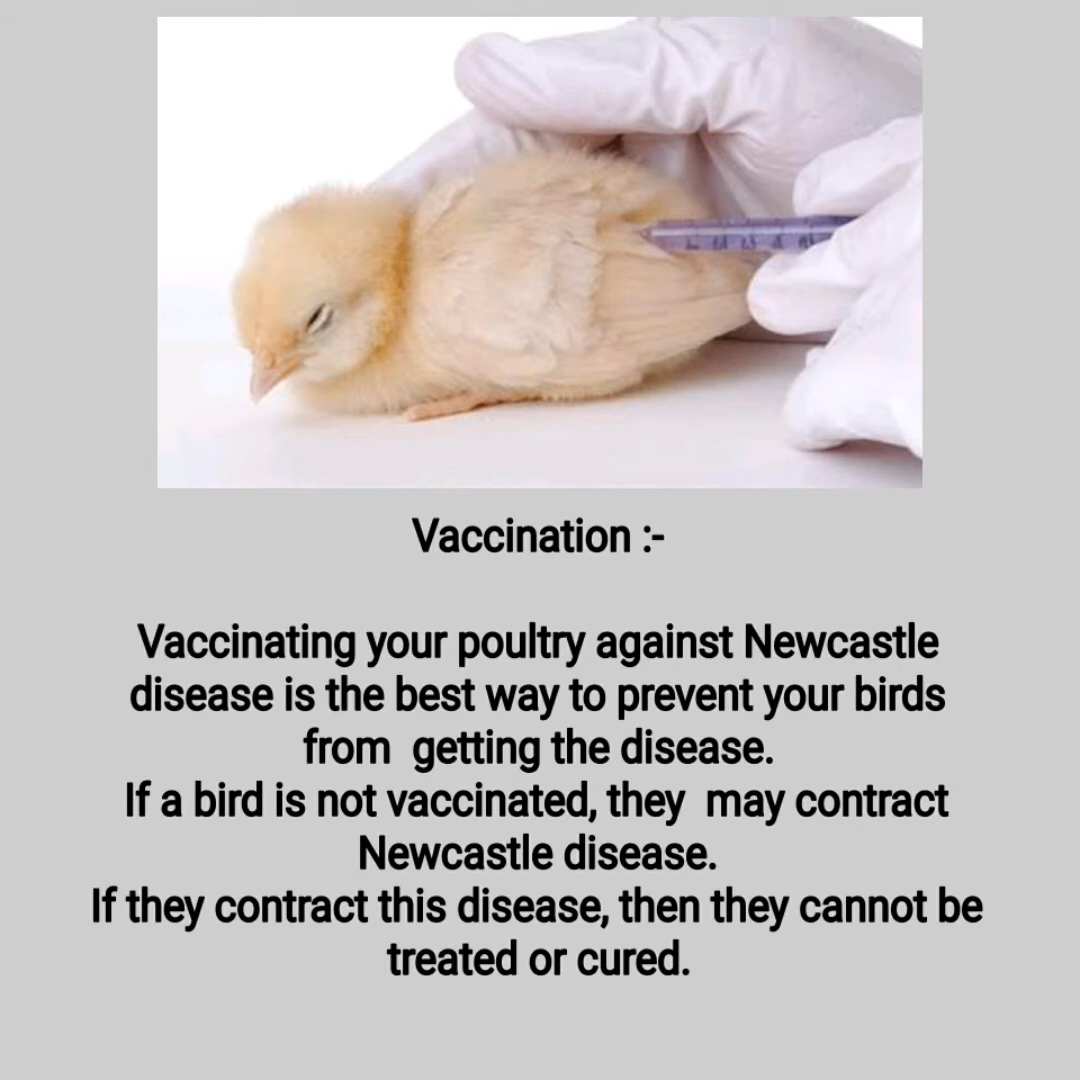 Vaccination :-
Vaccinating your poultry against Newcastle
disease is the best way to prevent your birds
from  getting the disease.
If a bird is not vaccinated, they  may contract
Newcastle disease.
If they contract this disease, then they cannot be
treated or cured.